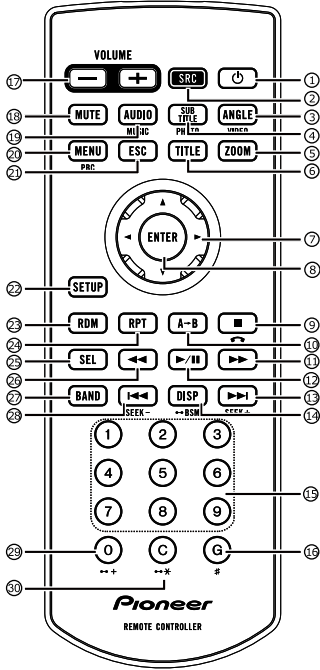 VOLUME
− + SRC
①
⑰
②
MUTE AUDIO SUB TITLE ANGLE
⑱
③
MUSIC PHOTO VIDEO
⑲
④
MENU ESC TITLE ZOOM
⑳
⑤
PBC
㉑
⑥
ENTER
⑦
⑧
SETUP
㉒
RDM RPT A→B
㉓
⑨
㉔
⑩
SEL
㉕
⑪
㉖
⑫
BAND DISP
㉗
⑬
SEEK− BSM SEEK+
㉘
⑭
1 2 3
4 5 6
⑮
7 8 9
0 C G
㉙
⑯
+ * #
㉚
Pioneer
REMOTE CONTROLLER